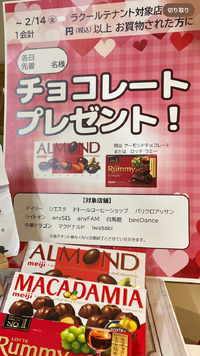 切り取り
~ 2/14 金 ラクールテナント対象店
1会計 円(税込)以上 お買物された方に
各日
先着 名様
チョコレート
プレゼント!
ALMOND
meiji
明治 アーモンドチョコレート
または ロッテ ラミー
Rummy
【対象店舗】
ダイソー シエスタ ドトールコーヒーショップ パリクロアッサン
ライトオン anySiS anyFAM 白馬館 beeDance
中華ドラゴン マクドナルド iwasaki
ALMOND
meiji
MACADAMIA
meiji
LOTTE
Rummy